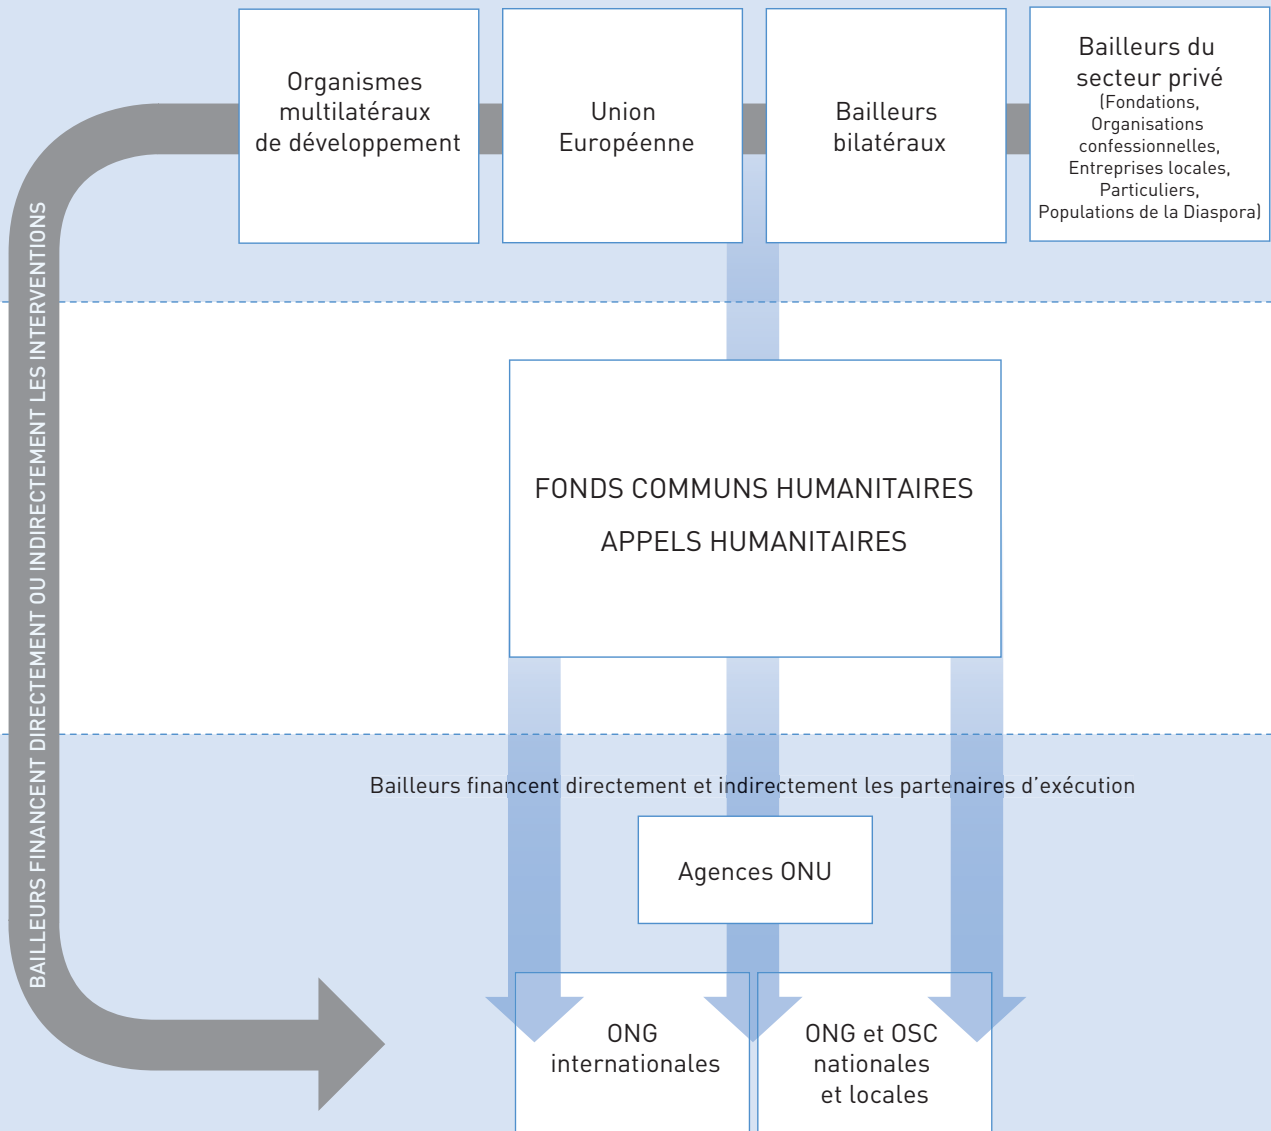 Organismes
multilatéraux
de développement
Union
Européenne
Bailleurs
bilatéraux
Bailleurs du
secteur privé
(Fondations,
Organisations
confessionnelles,
Entreprises locales,
Particuliers,
Populations de la Diaspora)
BAILLEURS FINANCENT DIRECTEMENT OU INDIRECTEMENT LES INTERVENTIONS
FONDS COMMUNS HUMANITAIRES
APPELS HUMANITAIRES
Bailleurs financent directement et indirectement les partenaires d'exécution
Agences ONU
ONG
internationales
ONG et OSC
nationales
et locales